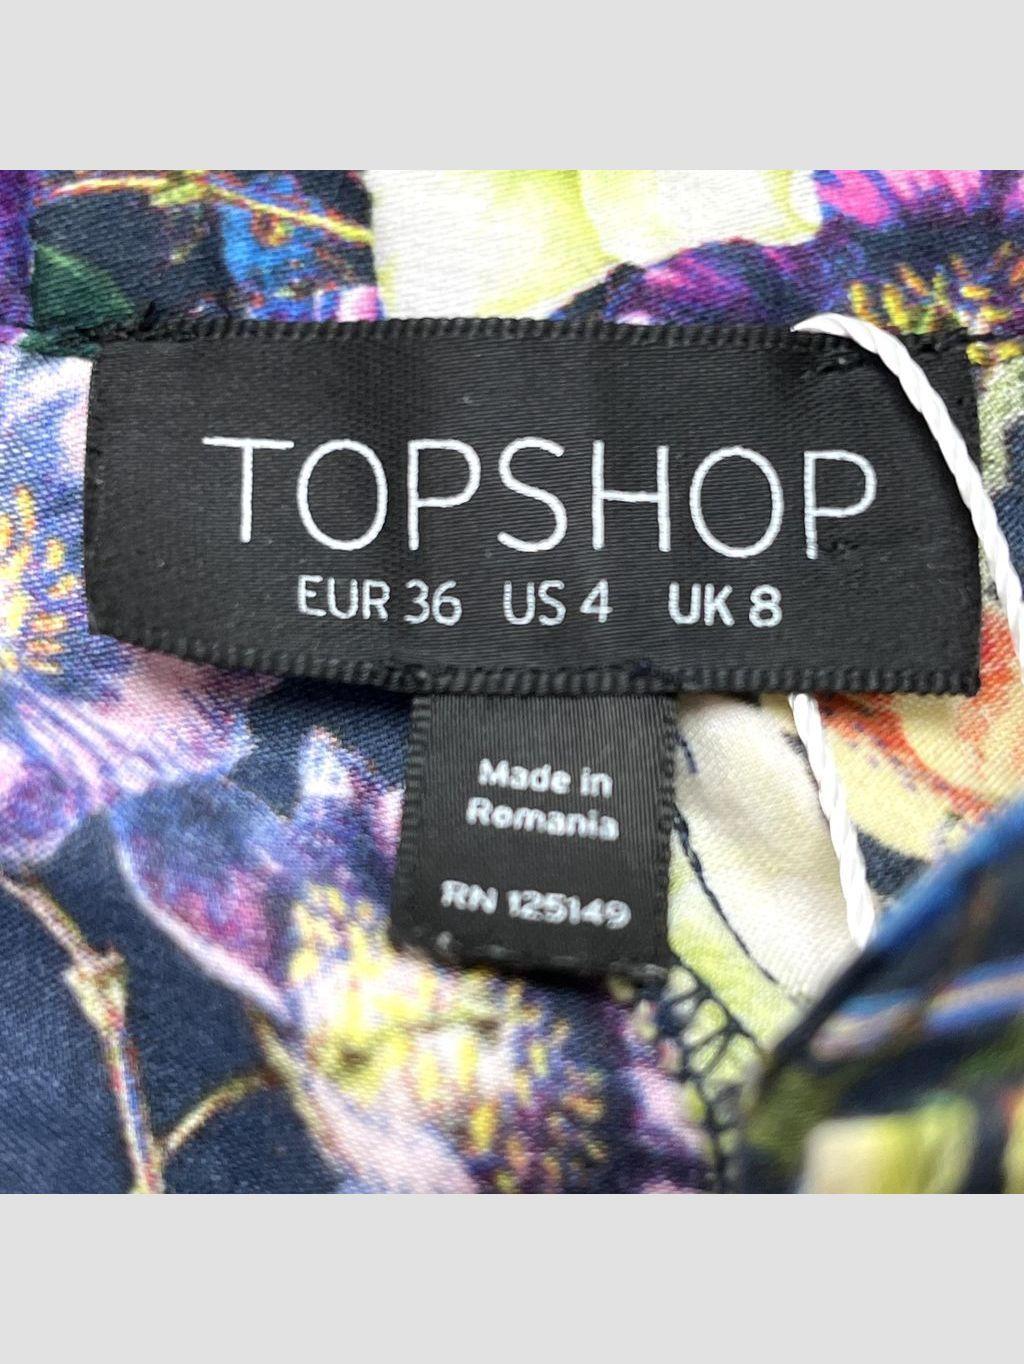 TOPSHOP
EUR 36 US 4 UK 8
Made in
Romania
RN 125149